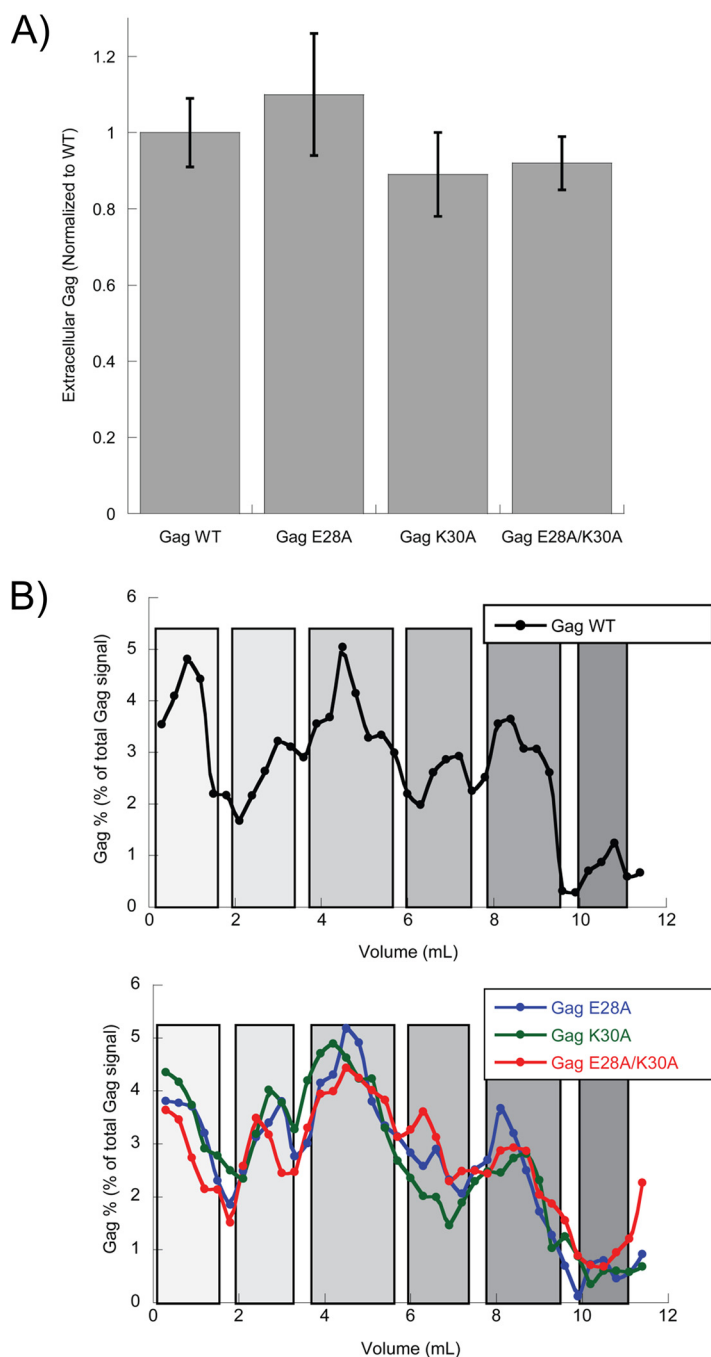 A)
Extracellular Gag (Normalized to WT)
1.2
1
0.8
0.6
0.4
0.2
0
Gag WT Gag E28A Gag K30A Gag E28A/K30A
B)
Gag % (% of total Gag signal)
6
5
4
3
2
1
0
Gag WT
0 2 4 6 8 10 12
Volume (mL)
Gag % (% of total Gag signal)
6
5
4
3
2
1
0
Gag E28A
Gag K30A
Gag E28A/K30A
0 2 4 6 8 10 12
Volume (mL)